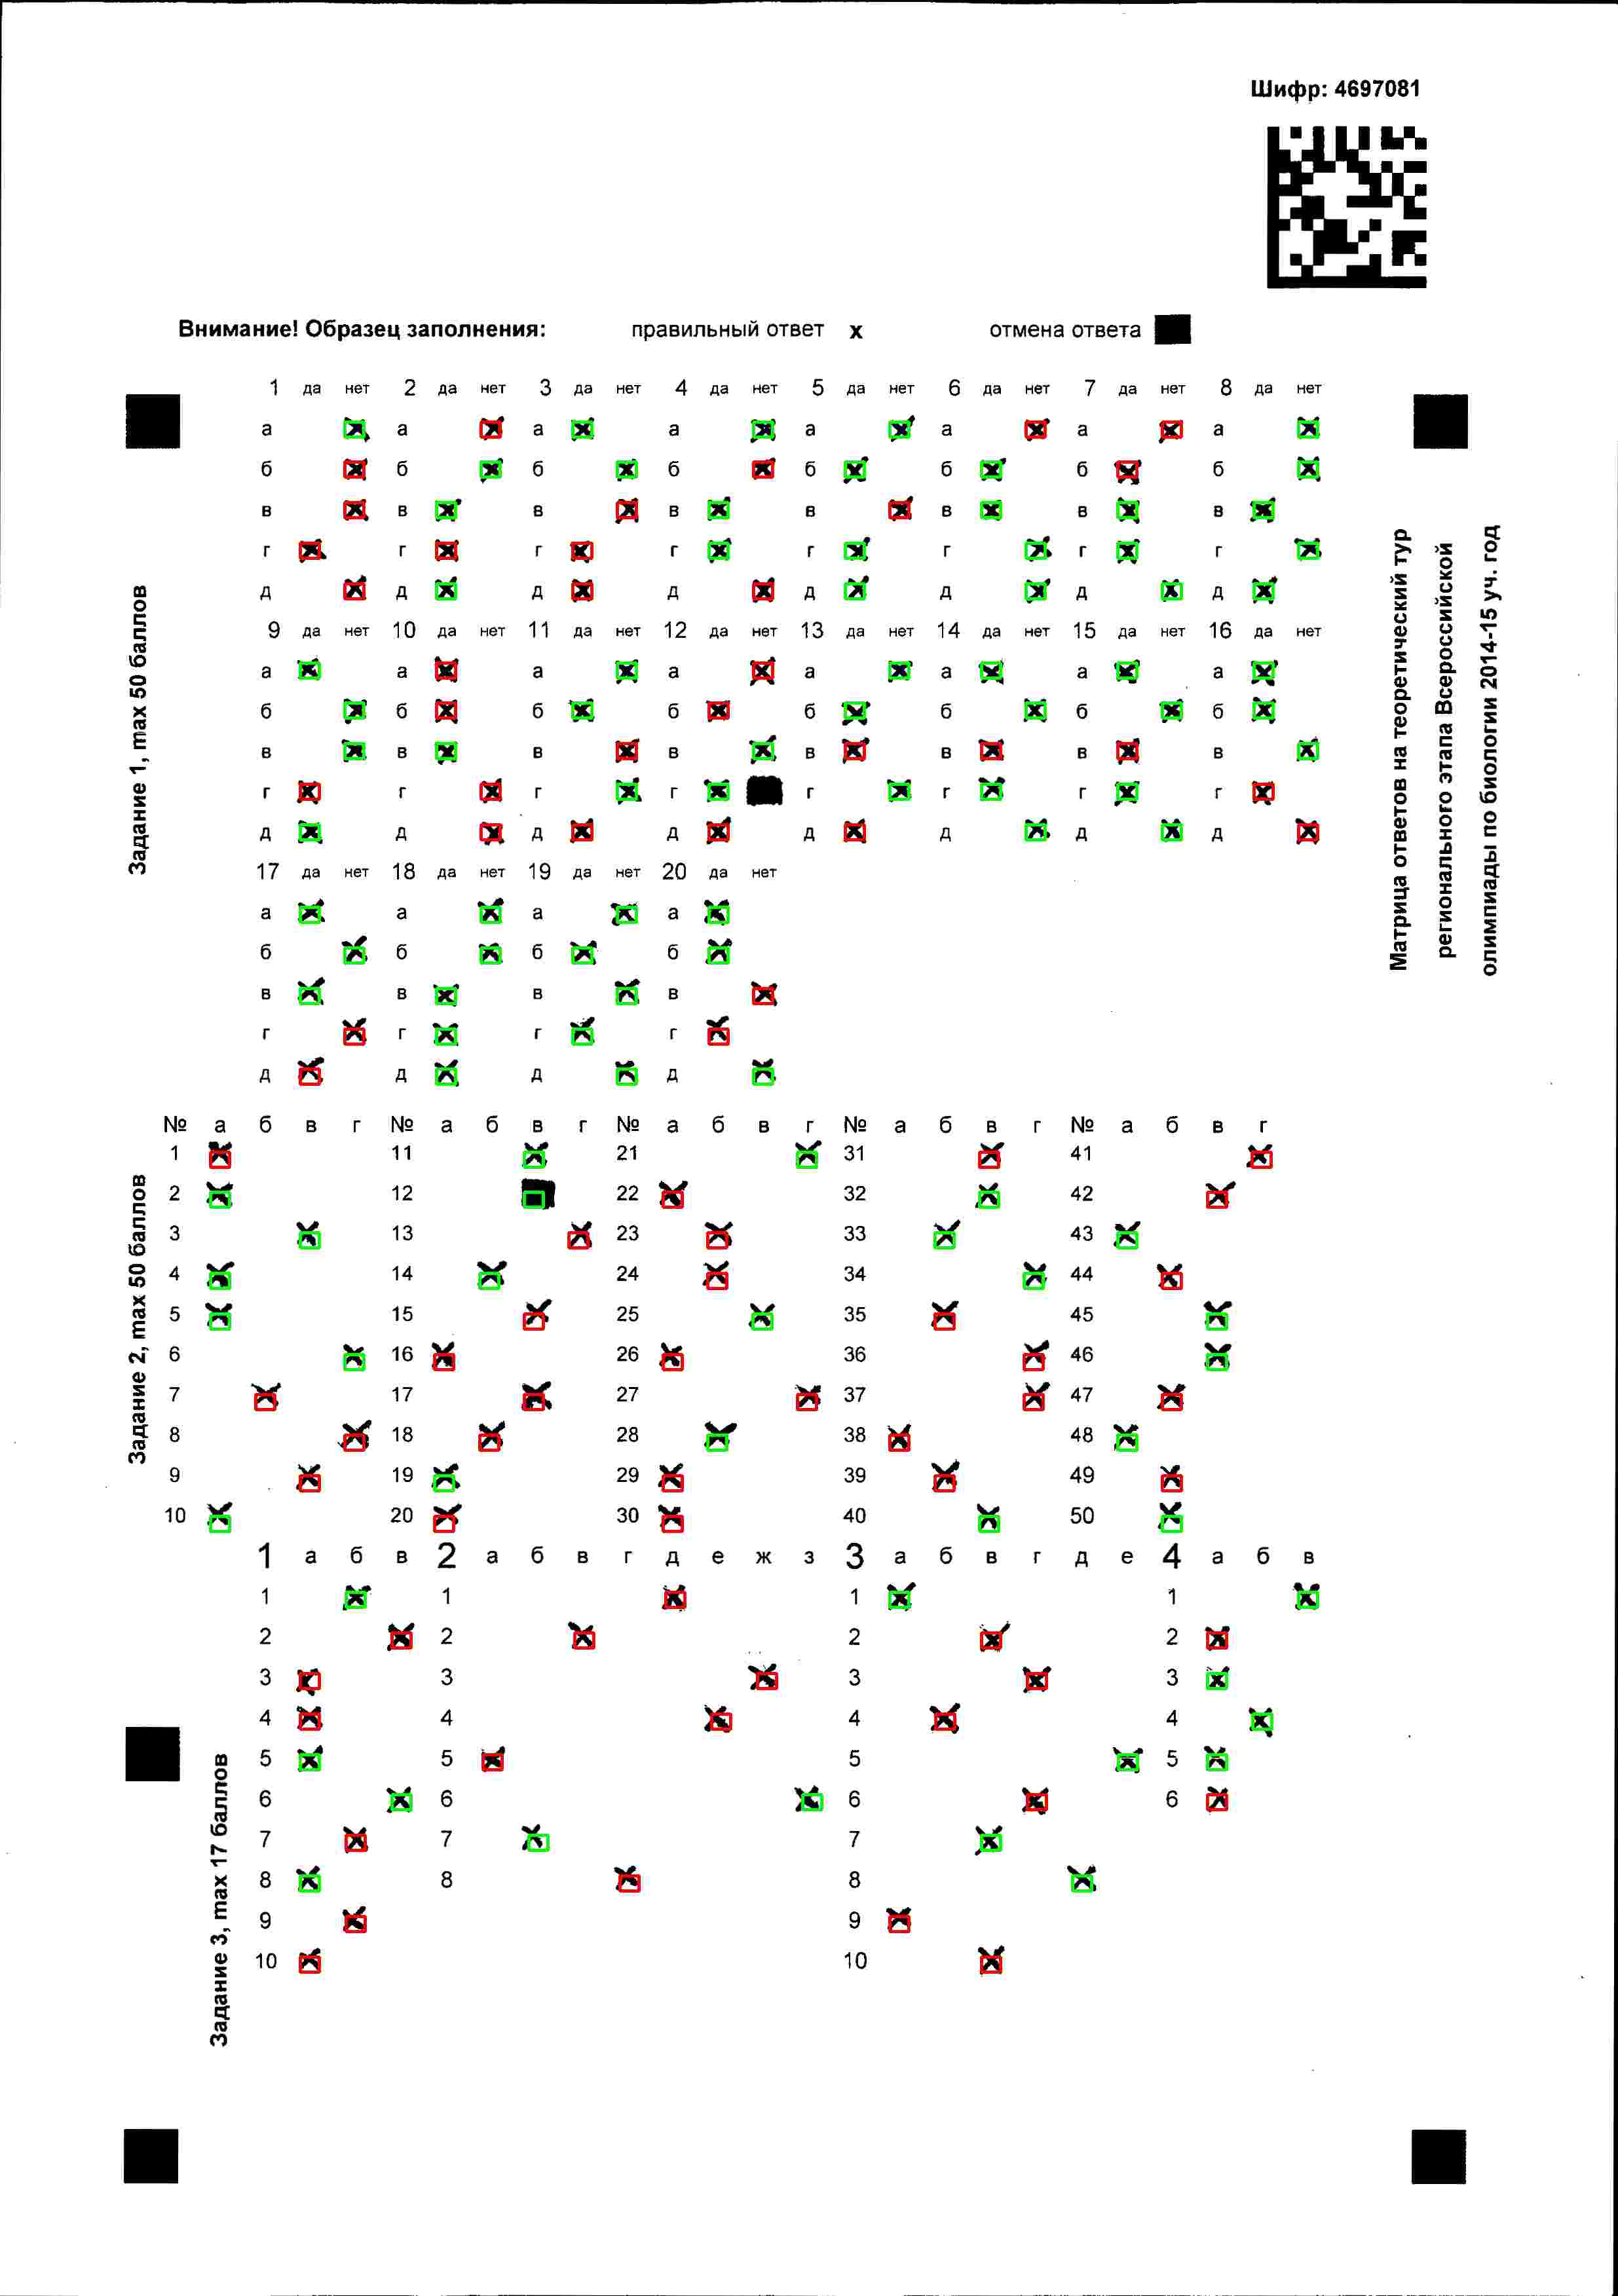 Шифр: 4697081
Внимание! Образец заполнения: правильный ответ х отмена ответа
1 да нет 2 да нет 3 да нет 4 да нет 5 да нет 6 да нет 7 да нет 8 да нет
а а а а а а а а
б б б б б б б б
в в в в в в в в
г г г г г г г г
д д д д д д д д
9 да нет 10 да нет 11 да нет 12 да нет 13 да нет 14 да нет 15 да нет 16 да нет
а а а а а а а а
б б б б б б б б
в в в в в в в в
г г г г г г г г
д д д д д д д д
17 да нет 18 да нет 19 да нет 20 да нет
а а а а
б б б б
в в в в
г г г г
д д д д
Задание 1, max 50 баллов
№ а б в г № а б в г № а б в г № а б в г № а б в г
1 11 21 31 41
2 12 22 32 42
3 13 23 33 43
4 14 24 34 44
5 15 25 35 45
6 16 26 36 46
7 17 27 37 47
8 18 28 38 48
9 19 29 39 49
10 20 30 40 50
Задание 2, max 50 баллов
1 а б в 2 а б в г д е ж з 3 а б в г д е 4 а б в
1 1 1 1
2 2 2 2
3 3 3 3
4 4 4 4
5 5 5 5
6 6 6 6
7 7 7
8 8 8
9 9
10 10
Задание 3, max 17 баллов
Матрица ответов на теоретический тур
регионального этапа Всероссийской
олимпиады по биологии 2014-15 уч. год